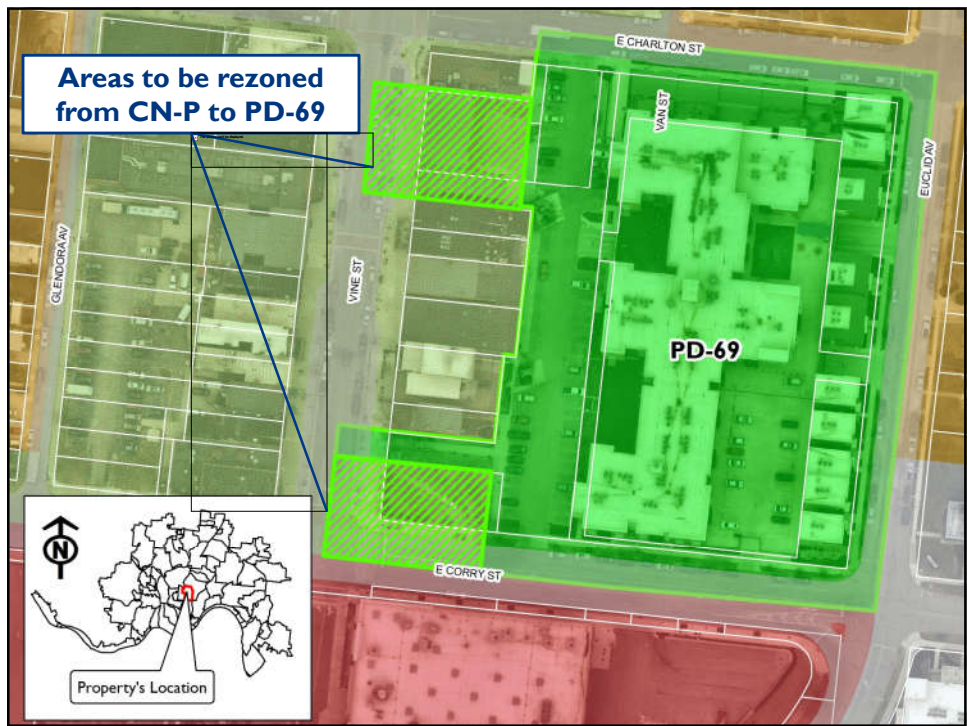 E CHARLTON ST
Areas to be rezoned
from CN-P to PD-69
VAN ST
EUCLID AV
GLENDORA AV
VINE ST
PD-69
E CORRY ST
N
Property's Location